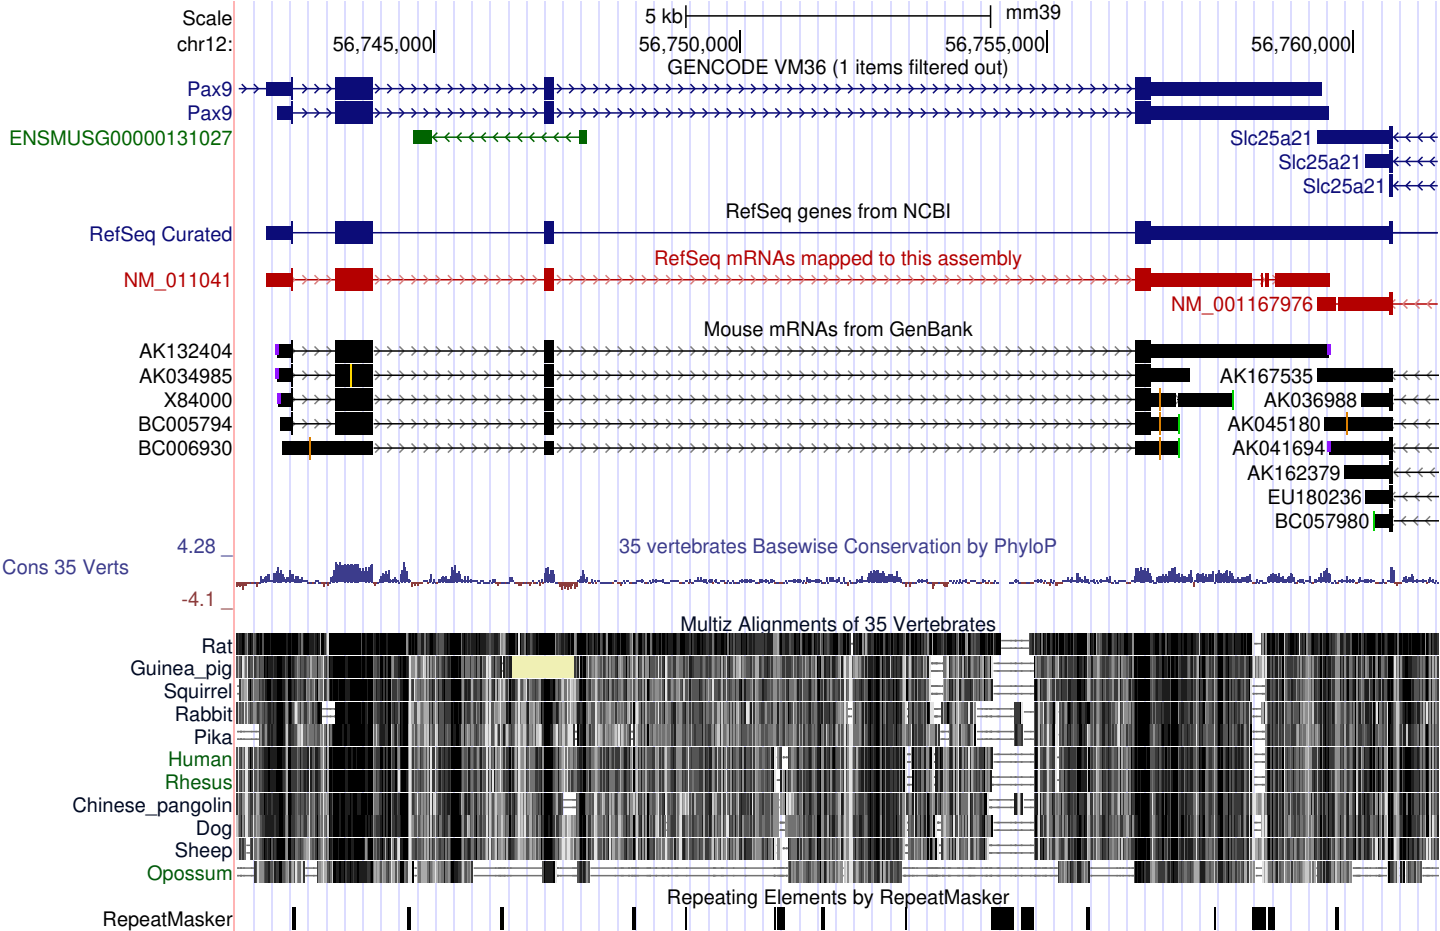 Scale 5 kb mm39
chr12: 56,745,000 56,750,000 56,755,000 56,760,000
GENCODE VM36 (1 items filtered out)
Pax9
Pax9
ENSMUSG00000131027 Slc25a21
Slc25a21
Slc25a21
RefSeq genes from NCBI
RefSeq Curated
RefSeq mRNAs mapped to this assembly
NM_011041
NM_001167976
Mouse mRNAs from GenBank
AK132404
AK034985 AK167535
X84000 AK036988
BC005794 AK045180
BC006930 AK041694
AK162379
EU180236
BC057980
4.28 _ 35 vertebrates Basewise Conservation by PhyloP
Cons 35 Verts
-4.1 _
Multiz Alignments of 35 Vertebrates
Rat
Guinea_pig
Squirrel
Rabbit
Pika
Human
Rhesus
Chinese_pangolin
Dog
Sheep
Opossum
Repeating Elements by RepeatMasker
RepeatMasker